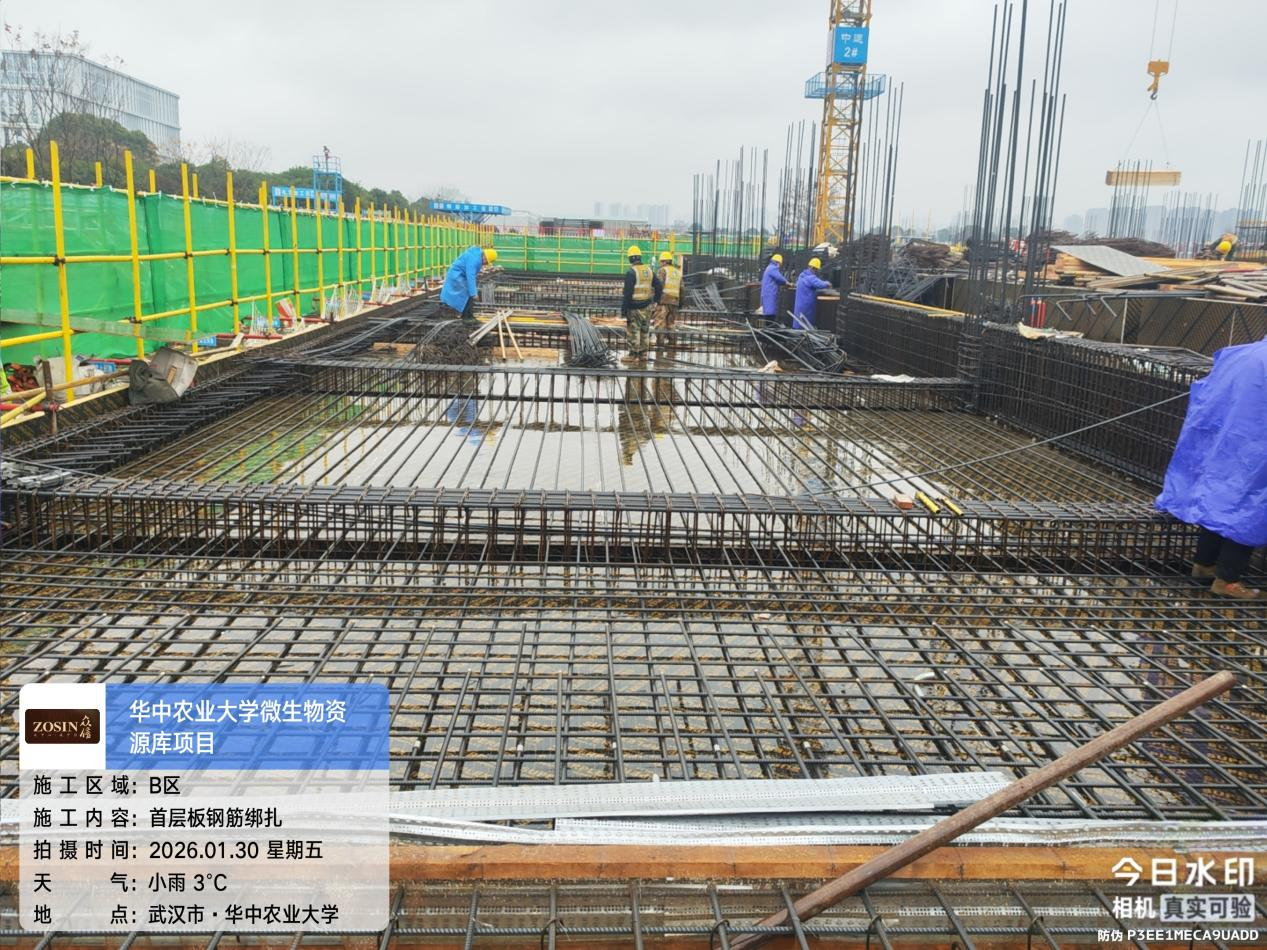 中建
2#
ZOSIN 众信
华中农业大学微生物资
源库项目
施工区域：B区
施工内容：首层板钢筋绑扎
拍摄时间：2026.01.30 星期五
天气：小雨 3℃
地点：武汉市·华中农业大学
今日水印
相机 真实可验
防伪 P3EE1MECA9UADD